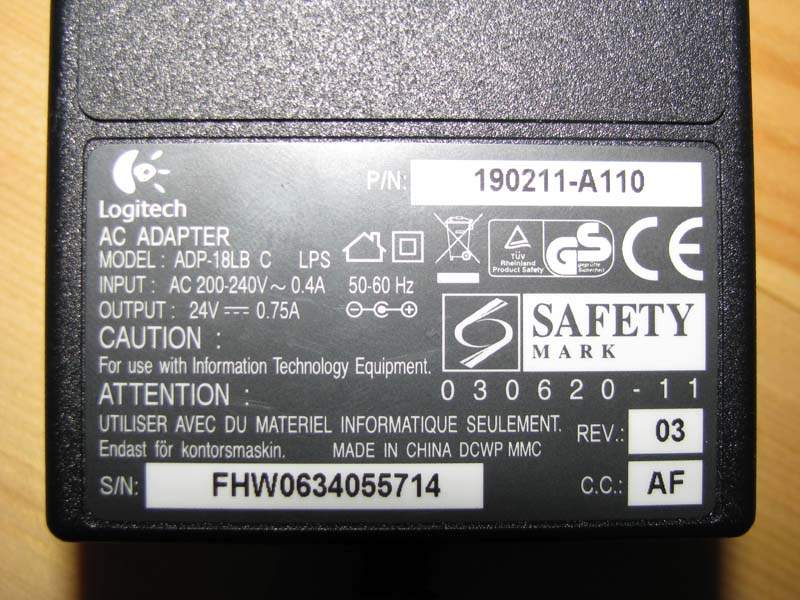 Logitech
P/N: 190211-A110
AC ADAPTER
MODEL : ADP-18LB C LPS
INPUT : AC 200-240V~ 0.4A 50-60 Hz
OUTPUT : 24V 0.75A
TÜV
Rheinland
Product Safety
GS
geprüfte
Sicherheit
CE
CAUTION :
For use with Information Technology Equipment.
SAFETY
MARK
ATTENTION :
030620-11
UTILISER AVEC DU MATERIEL INFORMATIQUE SEULEMENT.
REV.: 03
Endast för kontorsmaskin. MADE IN CHINA DCWP MMC
S/N: FHW0634055714
C.C.: AF